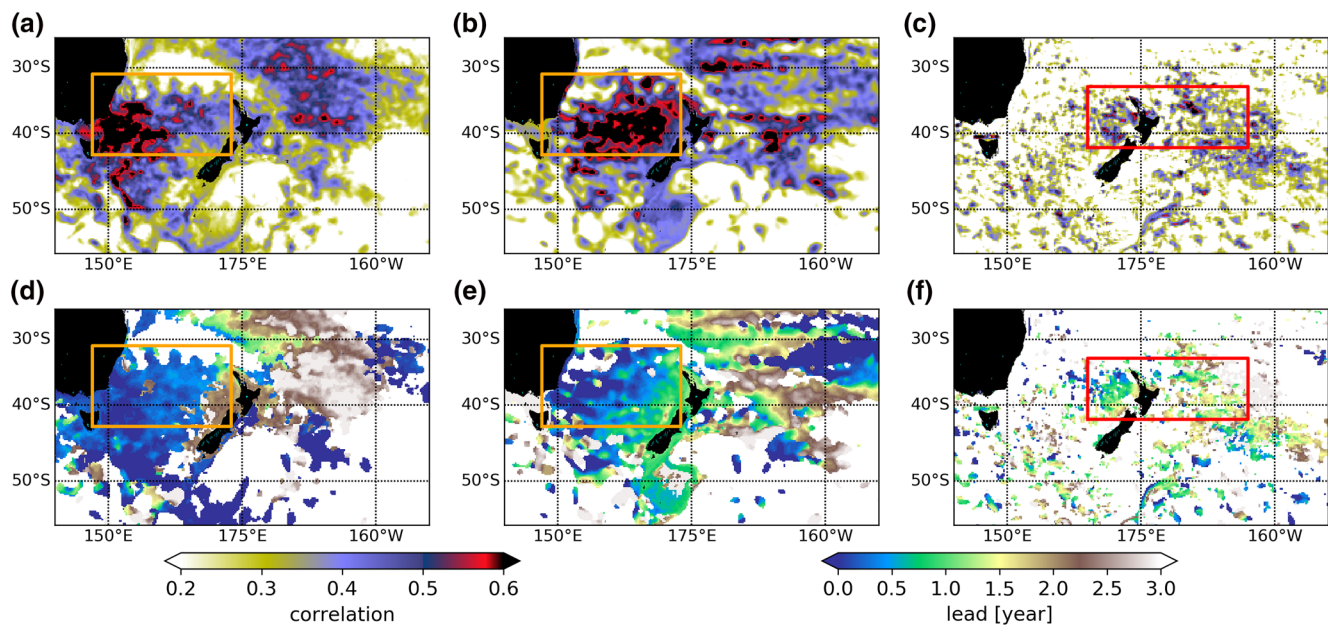 (a) (b) (c)
30°S 30°S 30°S
40°S 40°S 40°S
50°S 50°S 50°S
150°E 175°E 160°W 150°E 175°E 160°W 150°E 175°E 160°W
(d) (e) (f)
30°S 30°S 30°S
40°S 40°S 40°S
50°S 50°S 50°S
150°E 175°E 160°W 150°E 175°E 160°W 150°E 175°E 160°W
0.2 0.3 0.4 0.5 0.6 0.0 0.5 1.0 1.5 2.0 2.5 3.0
correlation lead [year]